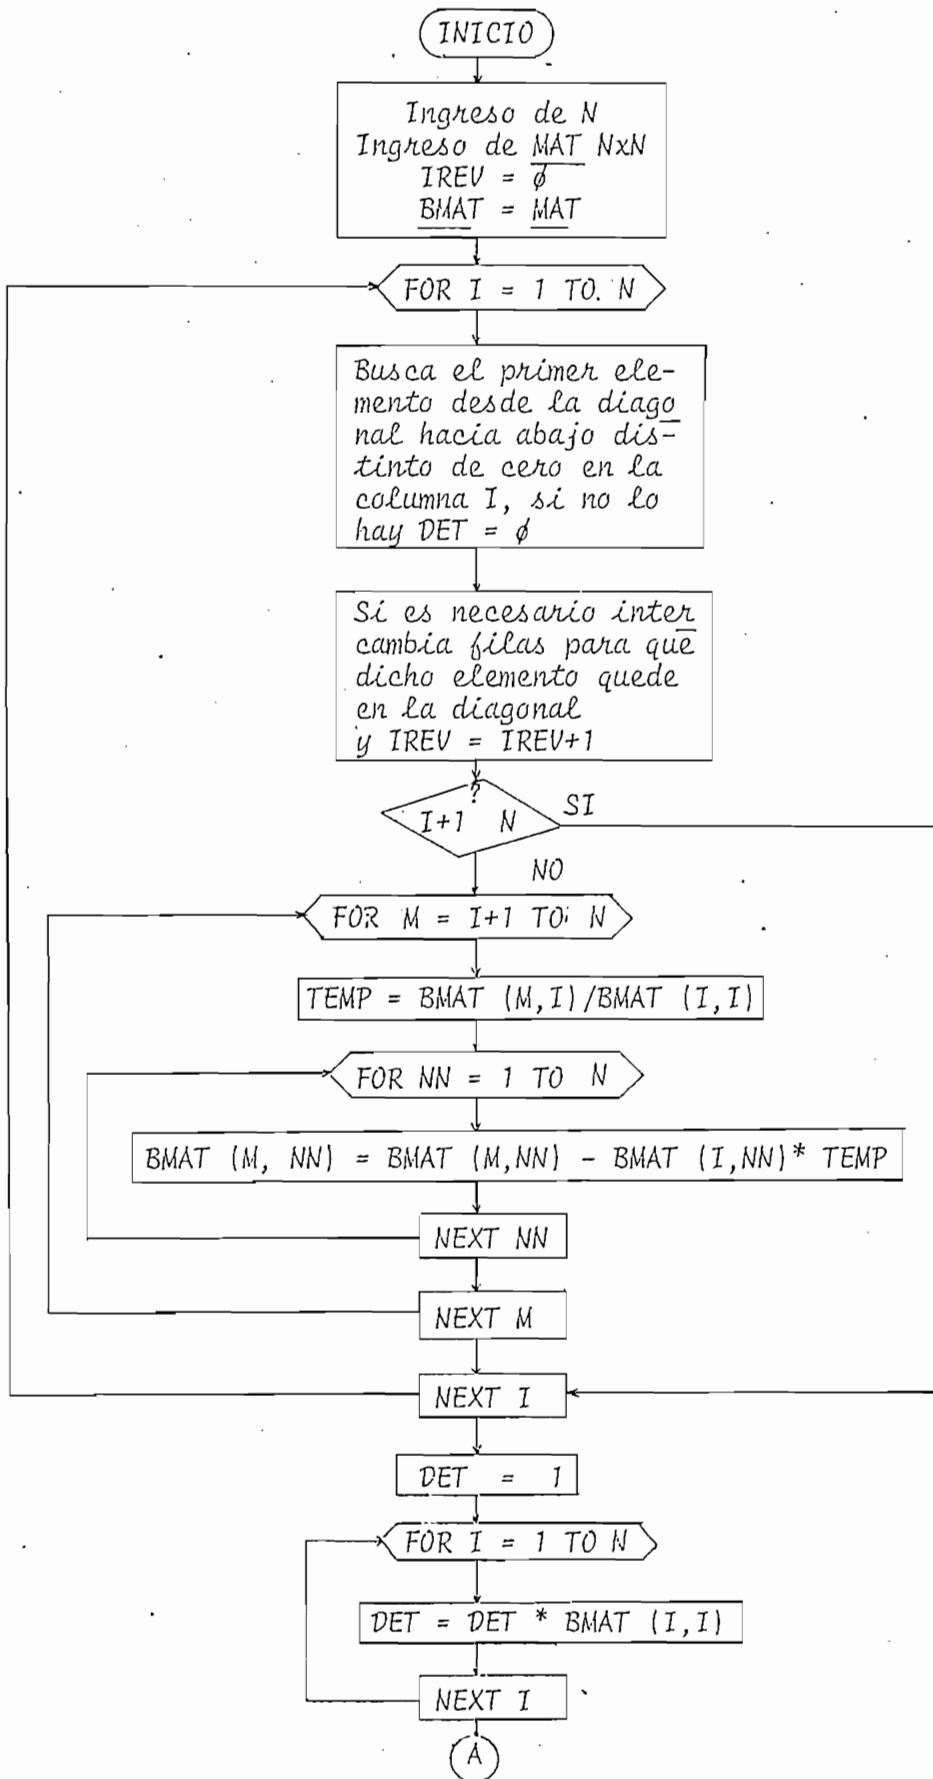 INICIO
Ingreso de N
Ingreso de MAT NxN
IREV = ϕ
BMAT = MAT
FOR I = 1 TO. N
Busca el primer ele-
mento desde la diago
nal hacia abajo dis-
tinto de cero en la
columna I, si no lo
hay DET = ϕ
Si es necesario inter
cambia filas para que
dicho elemento quede
en la diagonal
y IREV = IREV+1
?
I+1 N
SI
NO
FOR M = I+1 TO: N
TEMP = BMAT (M,I)/BMAT (I,I)
FOR NN = 1 TO N
BMAT (M, NN) = BMAT (M,NN) - BMAT (I,NN)* TEMP
NEXT NN
NEXT M
NEXT I
DET = 1
FOR I = 1 TO N
DET = DET * BMAT (I,I)
NEXT I
A